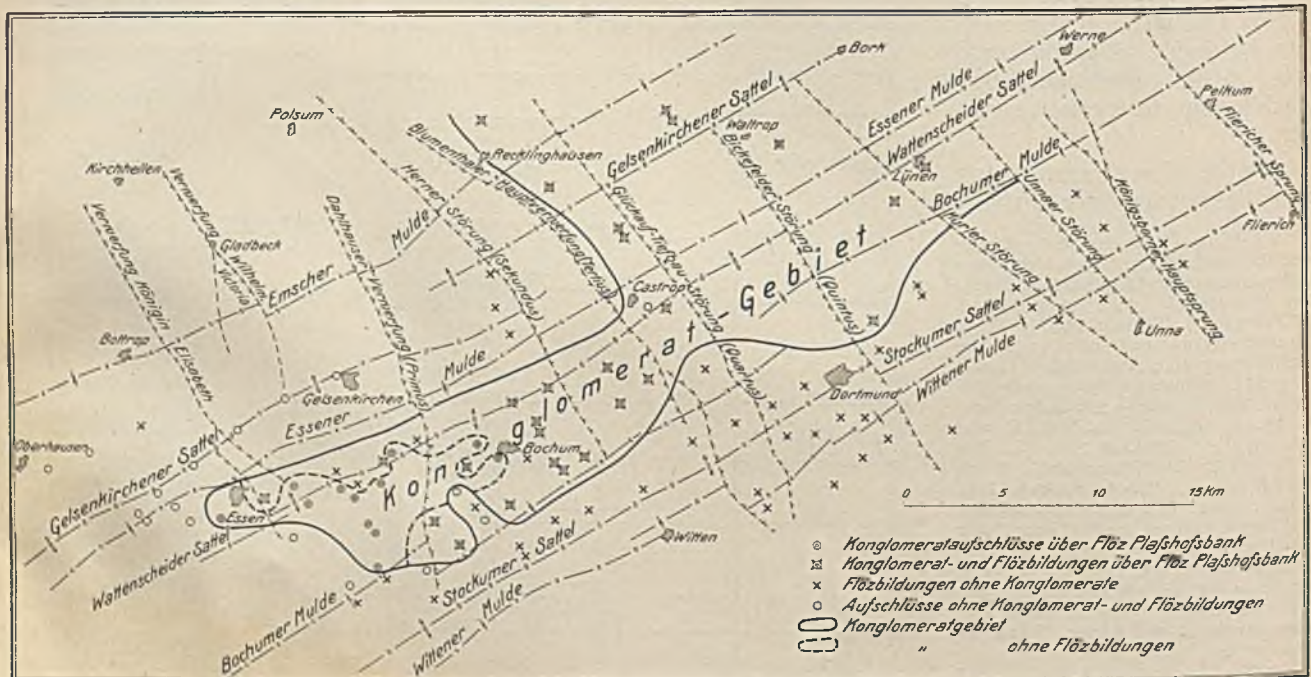 Bork
Werne
Pelkum
Fliericher Sprung
Flierich
Polsum
Kirchhellen
Recklinghausen
Waltrop
Lünen
Essener Mulde
Wattenscheider Sattel
Gelsenkirchener Sattel
Bochumer Mulde
Blumenthaler Hauptverwerfung (Tertius)
Herner Störung (Sekundus)
Glückauf-Tiefbau-Störung (Quartus)
Bickefelder Störung (Quintus)
Kurler Störung
Unnaer Störung
Königsborner Hauptsprung
Verwerfung Königin Elisabeth
Verwerfung Wilhelm Victoria
Dahlhauser Verwerfung (Primus)
Gladbeck
Emscher Mulde
Bottrop
Castrop
Konglomerat-Gebiet
Unna
Stockumer Sattel
Wittener Mulde
Dortmund
Gelsenkirchen
Essener Mulde
Oberhausen
Gelsenkirchener Sattel
Bochum
Essen
Wattenscheider Sattel
Witten
Bochumer Mulde
Stockumer Sattel
Wittener Mulde
0 5 10 15 Km
Konglomerataufschlüsse über Flöz Plaßhofsbank
Konglomerat- und Flözbildungen über Flöz Plaßhofsbank
Flözbildungen ohne Konglomerate
Aufschlüsse ohne Konglomerat- und Flözbildungen
Konglomeratgebiet
" ohne Flözbildungen